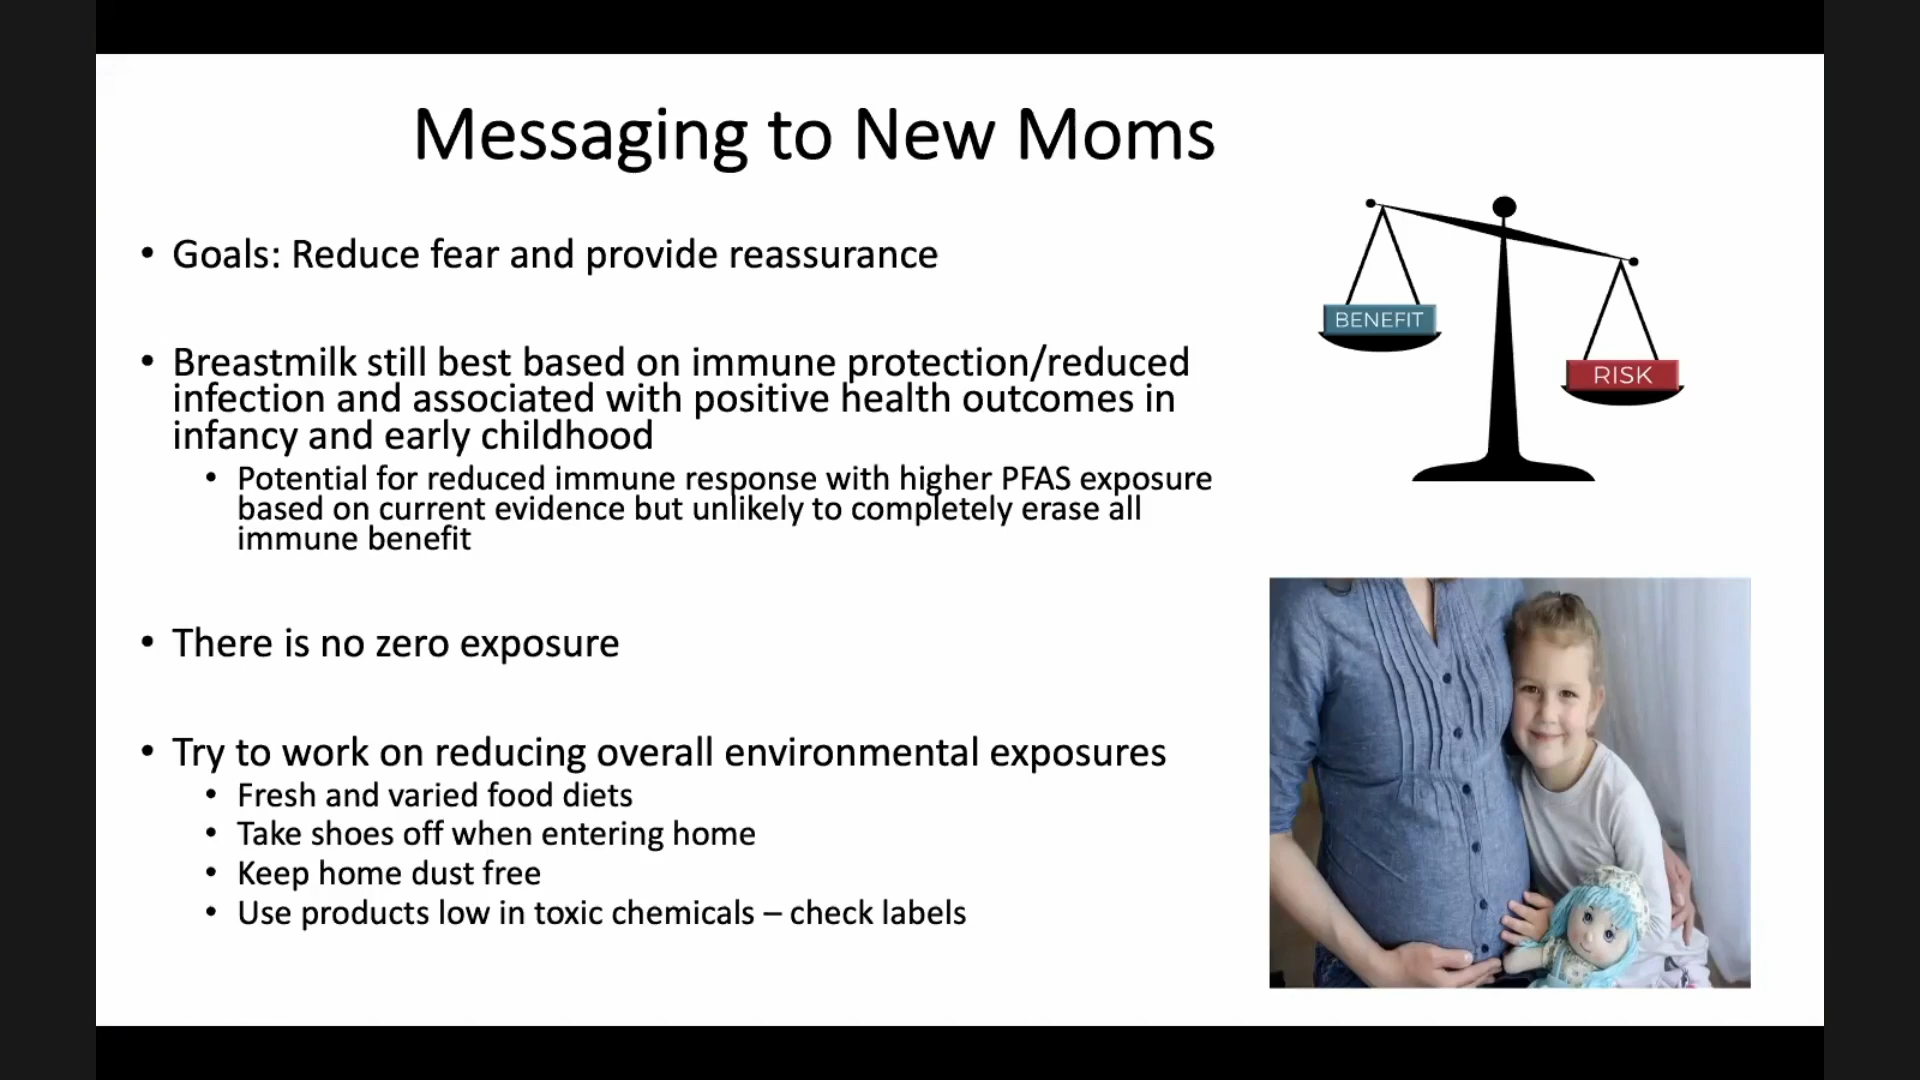 Messaging to New Moms
• Goals: Reduce fear and provide reassurance
• Breastmilk still best based on immune protection/reduced
infection and associated with positive health outcomes in
infancy and early childhood
• Potential for reduced immune response with higher PFAS exposure
based on current evidence but unlikely to completely erase all
immune benefit
• There is no zero exposure
• Try to work on reducing overall environmental exposures
• Fresh and varied food diets
• Take shoes off when entering home
• Keep home dust free
• Use products low in toxic chemicals – check labels
BENEFIT
RISK